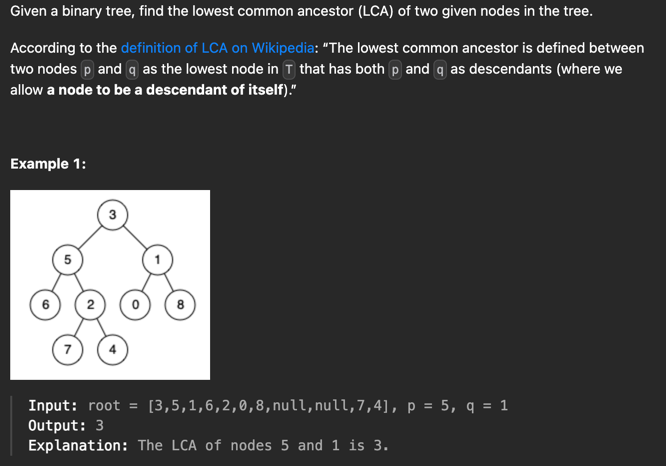 Given a binary tree, find the lowest common ancestor (LCA) of two given nodes in the tree.
According to the definition of LCA on Wikipedia: “The lowest common ancestor is defined between
two nodes p and q as the lowest node in T that has both p and q as descendants (where we
allow a node to be a descendant of itself).”
Example 1:
3
5 1
6 2 0 8
7 4
Input: root = [3,5,1,6,2,0,8,null,null,7,4], p = 5, q = 1
Output: 3
Explanation: The LCA of nodes 5 and 1 is 3.